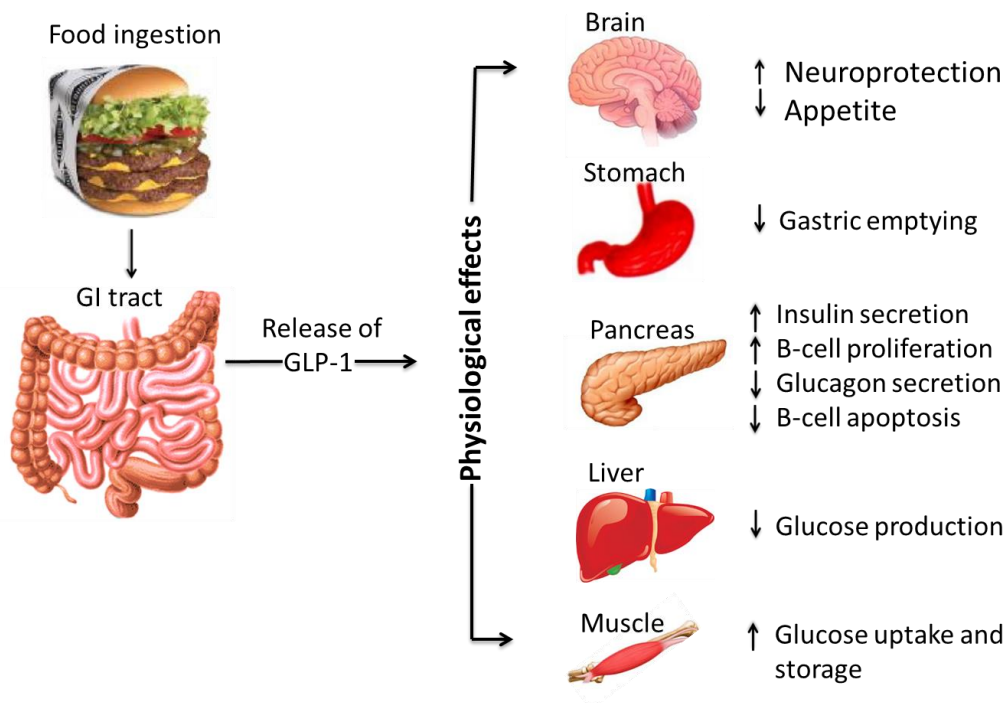 Food ingestion
GI tract
Release of
GLP-1
Physiological effects
Brain
↑ Neuroprotection
↓ Appetite
Stomach
↓ Gastric emptying
Pancreas
↑ Insulin secretion
↑ B-cell proliferation
↓ Glucagon secretion
↓ B-cell apoptosis
Liver
↓ Glucose production
Muscle
↑ Glucose uptake and
storage